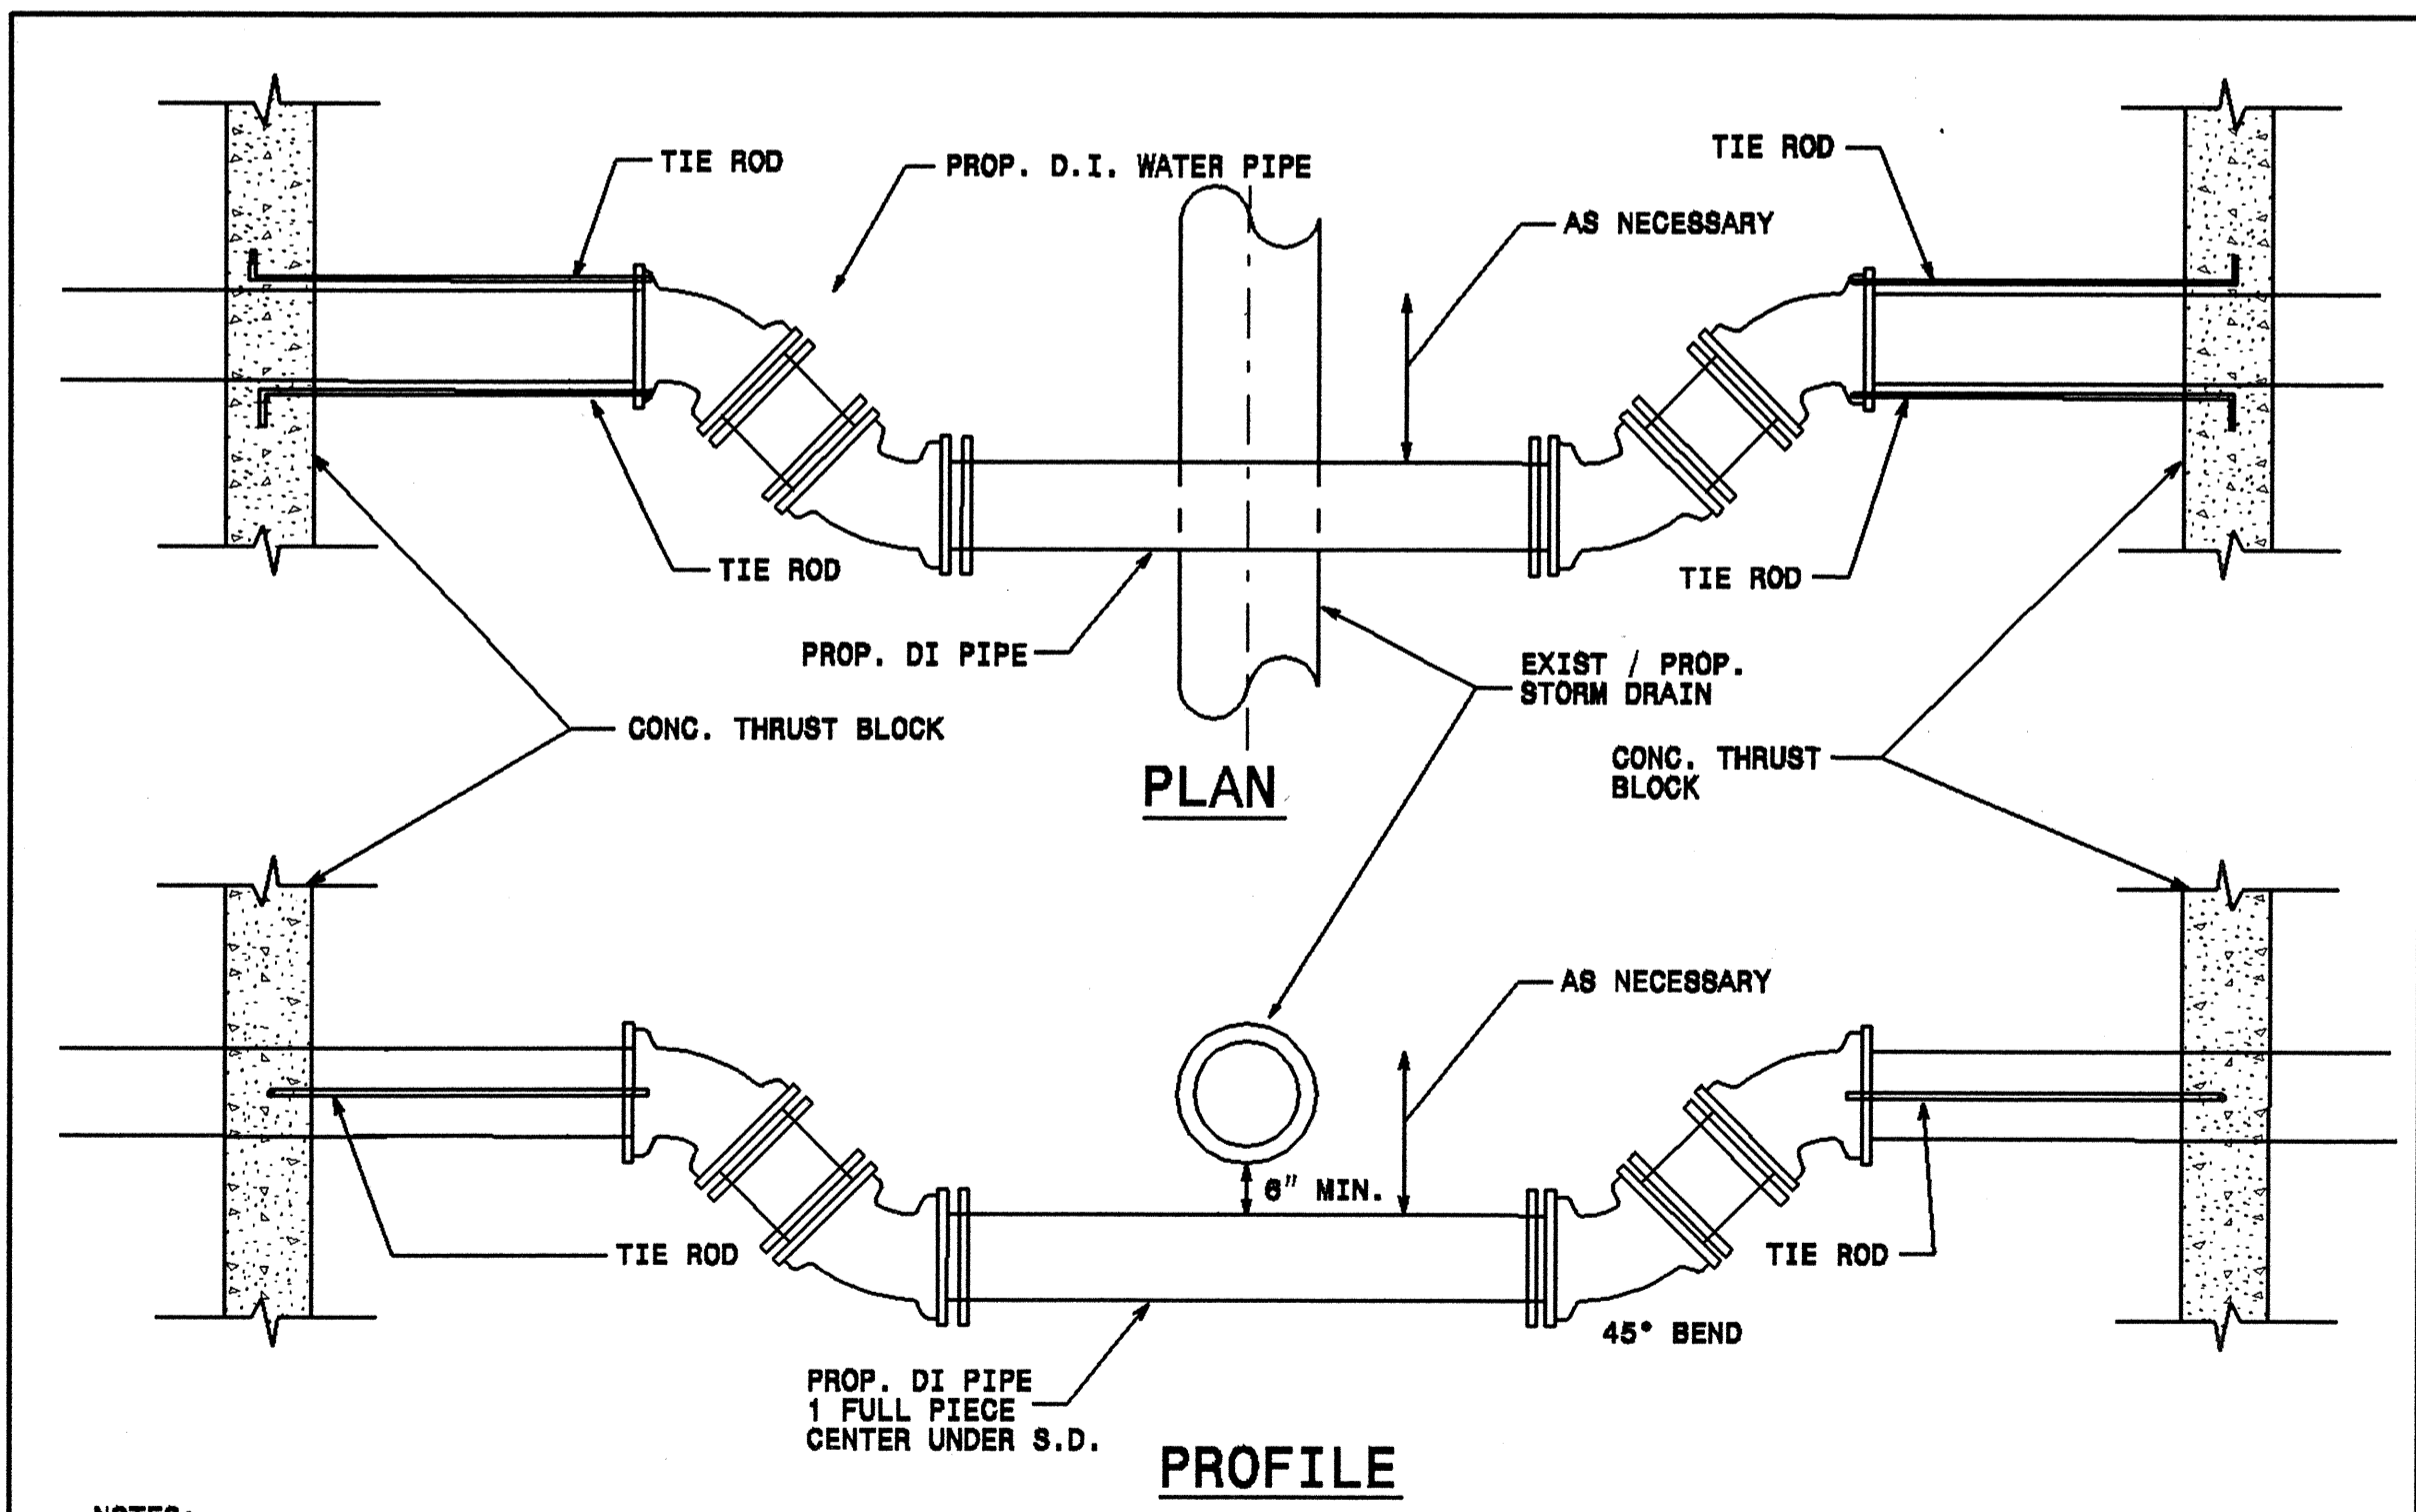 TIE ROD
PROP. D.I. WATER PIPE
TIE ROD
AS NECESSARY
TIE ROD
TIE ROD
PROP. DI PIPE
EXIST / PROP.
STORM DRAIN
CONC. THRUST BLOCK
CONC. THRUST
BLOCK
PLAN
AS NECESSARY
6" MIN.
TIE ROD
TIE ROD
45° BEND
PROP. DI PIPE
1 FULL PIECE
CENTER UNDER S.D.
PROFILE
NOTES: